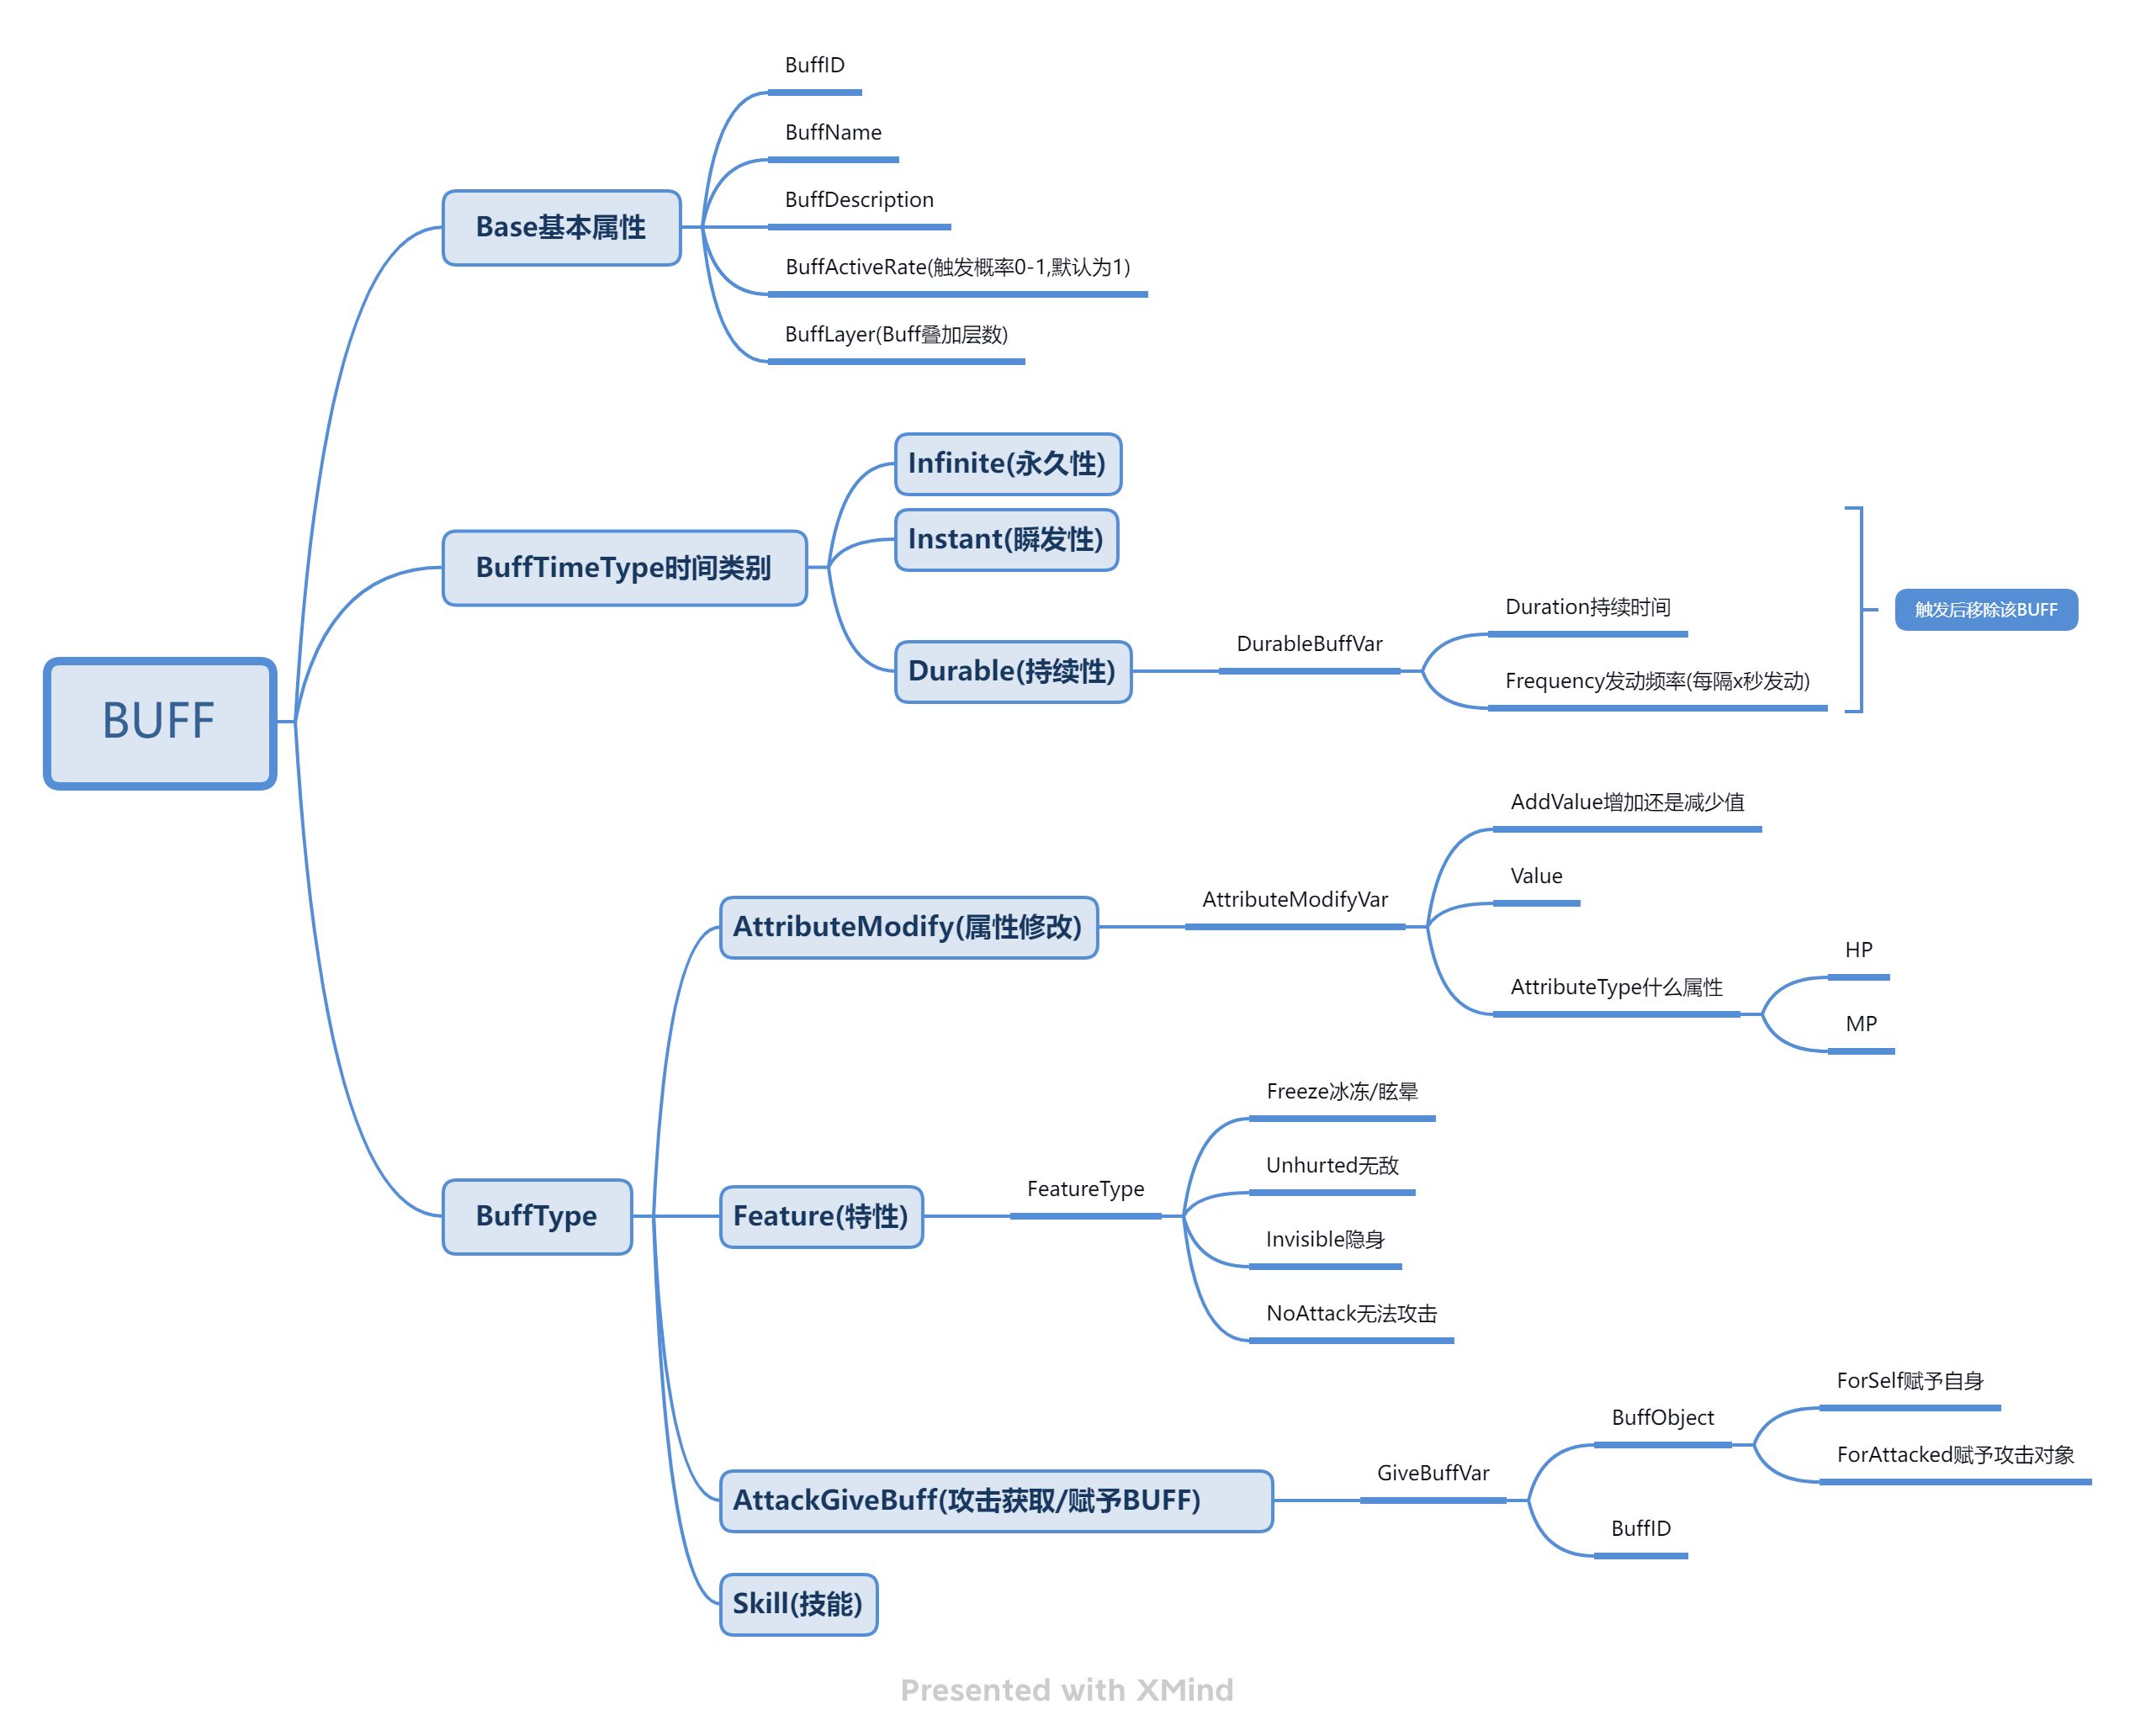 BUFF
Base基本属性
BuffID
BuffName
BuffDescription
BuffActiveRate(触发概率0-1,默认为1)
BuffLayer(Buff叠加层数)
BuffTimeType时间类别
Infinite(永久性)
Instant(瞬发性)
Durable(持续性)
DurableBuffVar
Duration持续时间
Frequency发动频率(每隔x秒发动)
触发后移除该BUFF
BuffType
AttributeModify(属性修改)
AttributeModifyVar
AddValue增加还是减少值
Value
AttributeType什么属性
HP
MP
Feature(特性)
FeatureType
Freeze冰冻/眩晕
Unhurted无敌
Invisible隐身
NoAttack无法攻击
AttackGiveBuff(攻击获取/赋予BUFF)
GiveBuffVar
BuffObject
ForSelf赋予自身
ForAttacked赋予攻击对象
BuffID
Skill(技能)
Presented with XMind